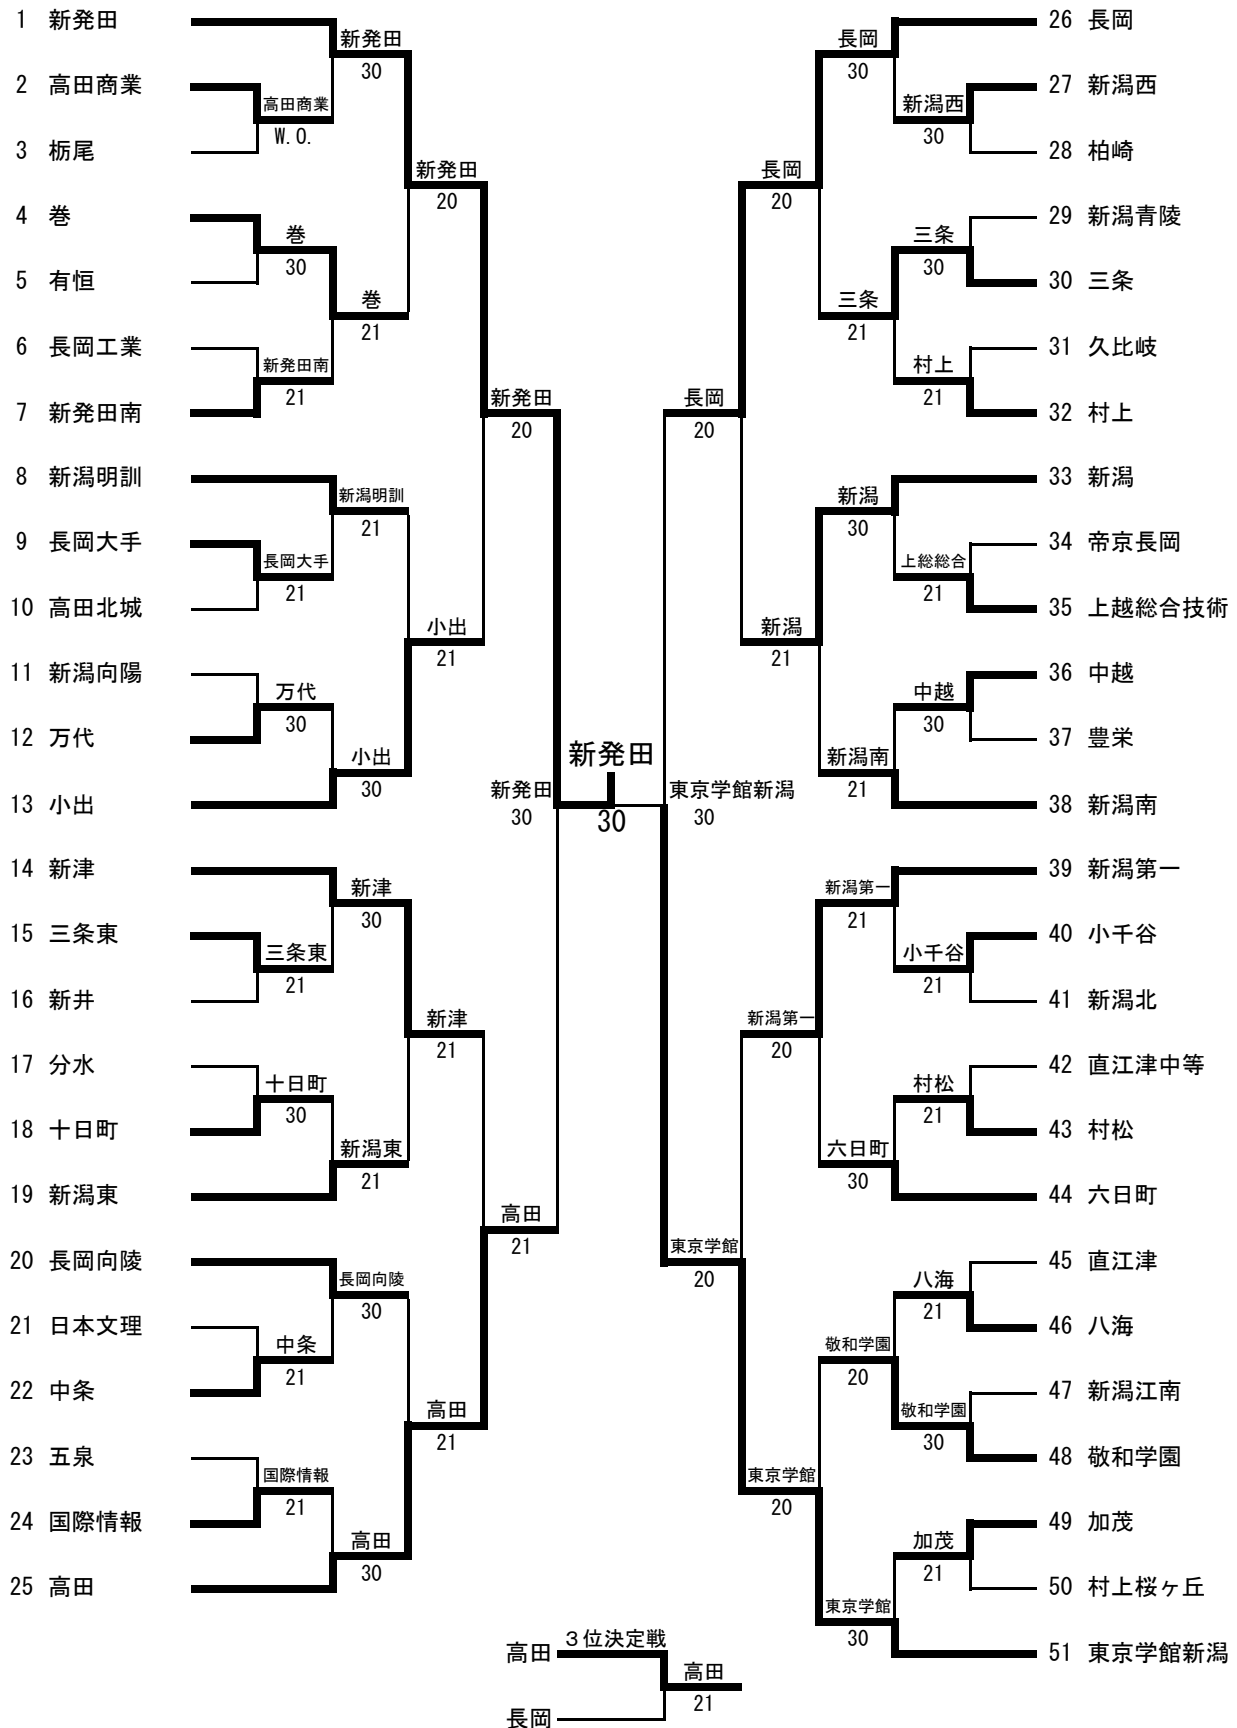 1 新発田
2 高田商業
3 栃尾
4 巻
5 有恒
6 長岡工業
7 新発田南
8 新潟明訓
9 長岡大手
10 高田北城
11 新潟向陽
12 万代
13 小出
14 新津
15 三条東
16 新井
17 分水
18 十日町
19 新潟東
20 長岡向陵
21 日本文理
22 中条
23 五泉
24 国際情報
25 高田
高田商業
W.O.
巻
30
新発田南
21
長岡大手
21
万代
30
三条東
21
十日町
30
中条
21
国際情報
21
新発田
30
巻
21
新潟明訓
21
小出
30
新津
30
新潟東
21
長岡向陵
30
高田
30
新発田
20
小出
21
新津
21
高田
21
新発田
20
高田
21
新発田
30
新発田
30
東京学館新潟
30
長岡
20
東京学館
20
長岡
20
新潟
21
新潟第一
20
東京学館
20
長岡
30
三条
21
新潟
30
新潟南
21
新潟第一
21
六日町
30
敬和学園
20
東京学館
30
新潟西
30
三条
30
村上
21
上総総合
21
中越
30
小千谷
21
村松
21
八海
21
敬和学園
30
加茂
21
26 長岡
27 新潟西
28 柏崎
29 新潟青陵
30 三条
31 久比岐
32 村上
33 新潟
34 帝京長岡
35 上越総合技術
36 中越
37 豊栄
38 新潟南
39 新潟第一
40 小千谷
41 新潟北
42 直江津中等
43 村松
44 六日町
45 直江津
46 八海
47 新潟江南
48 敬和学園
49 加茂
50 村上桜ヶ丘
51 東京学館新潟
３位決定戦
高田
長岡
高田
21